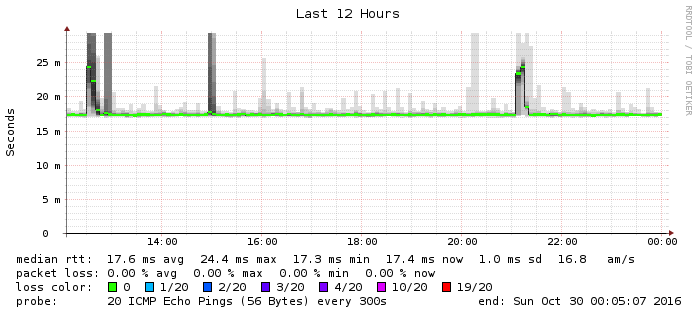 Last 12 Hours
RRDTOOL / TOBI OETIKER
Seconds
25 m
20 m
15 m
10 m
5 m
0
14:00 16:00 18:00 20:00 22:00 00:00
median rtt: 17.6 ms avg 24.4 ms max 17.3 ms min 17.4 ms now 1.0 ms sd 16.8 am/s
packet loss: 0.00 % avg 0.00 % max 0.00 % min 0.00 % now
loss color: 0 1/20 2/20 3/20 4/20 10/20 19/20
probe: 20 ICMP Echo Pings (56 Bytes) every 300s end: Sun Oct 30 00:05:07 2016